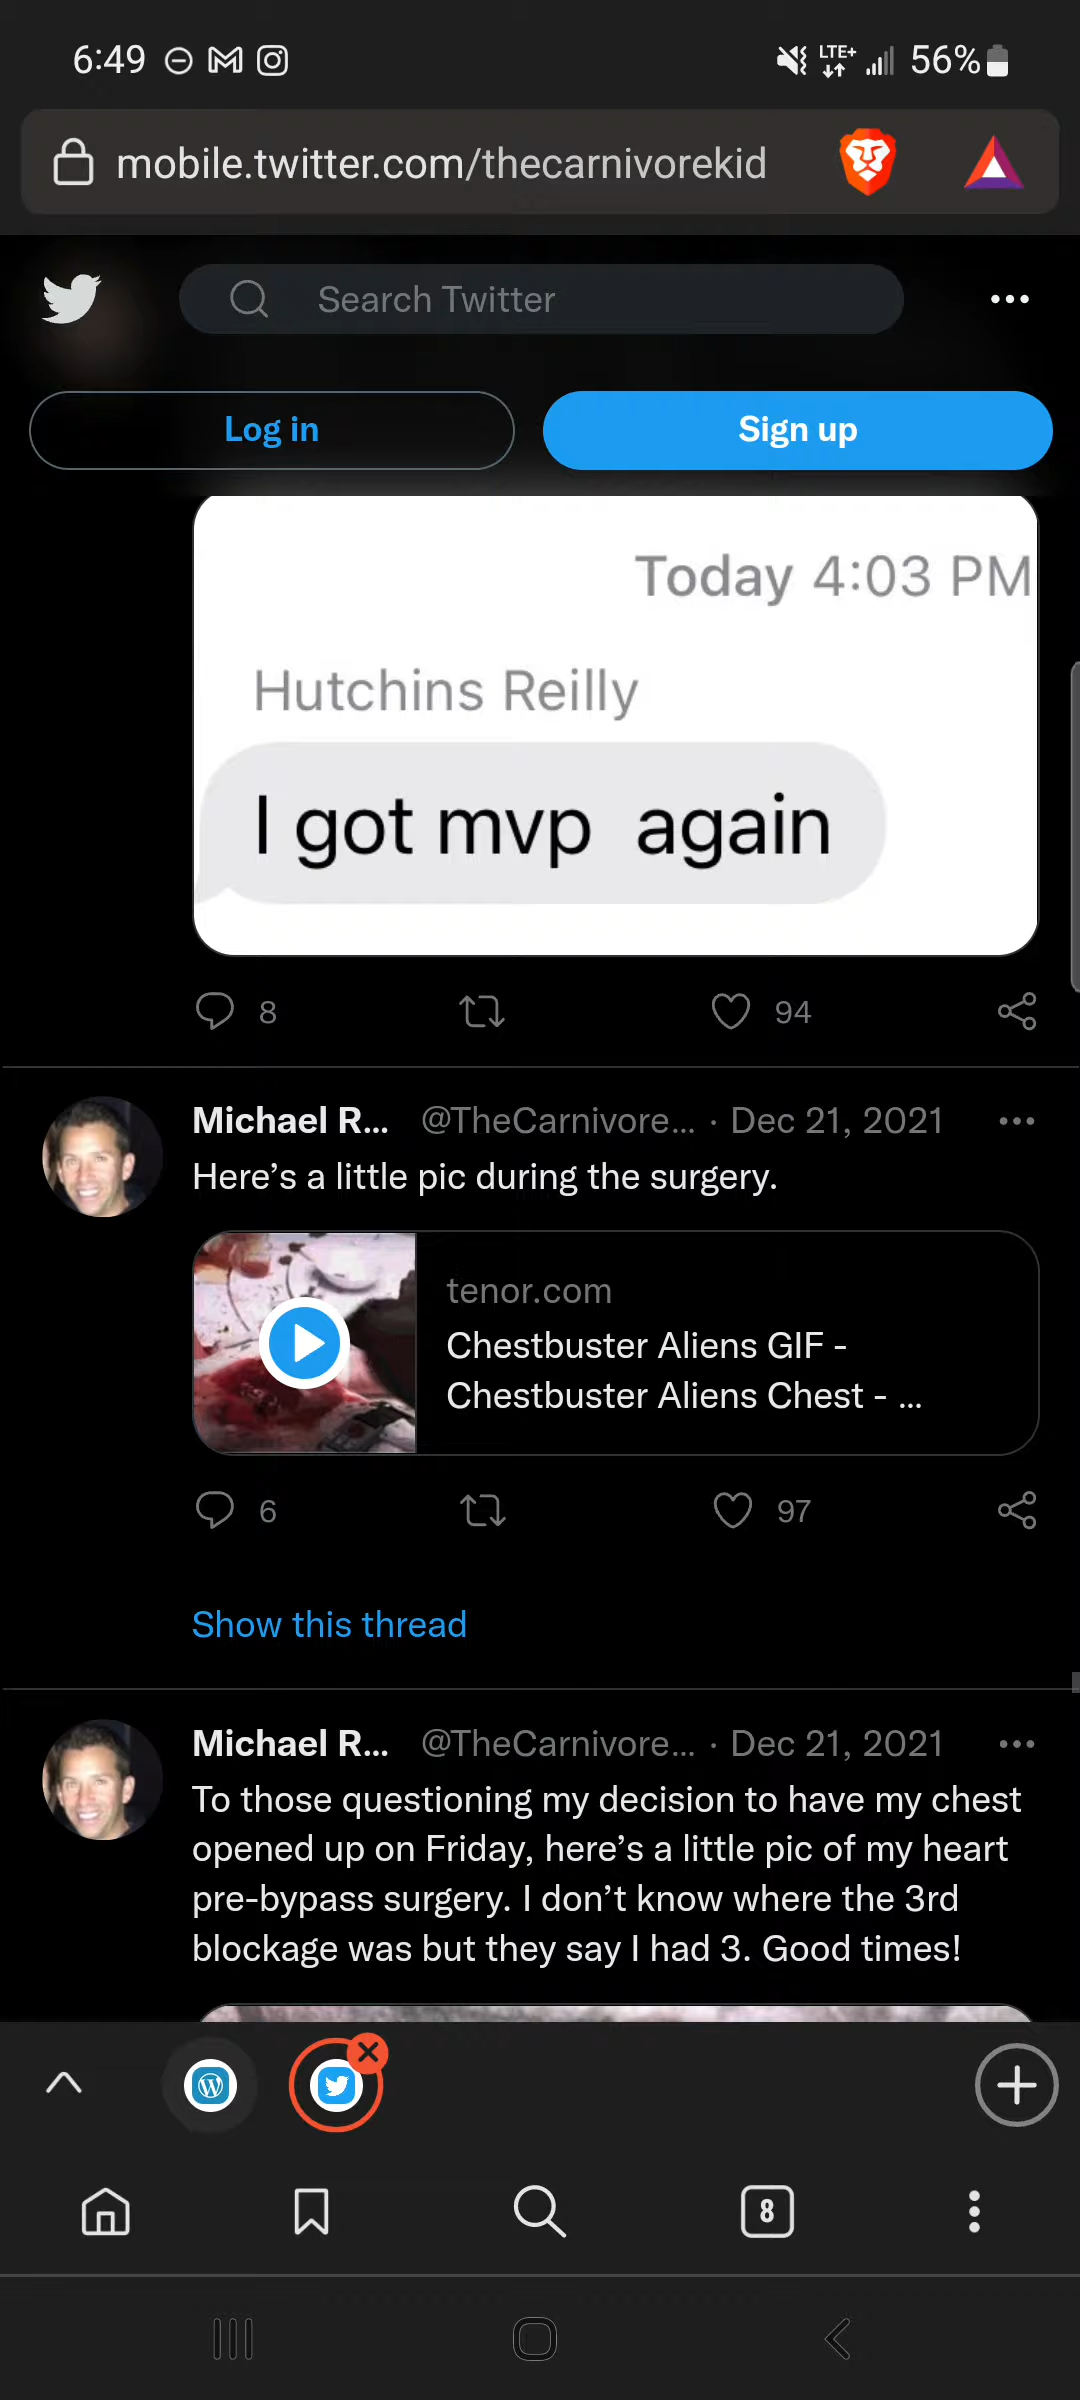 6:49
LTE+
56%
mobile.twitter.com/thecarnivorekid
Search Twitter
Log in
Sign up
Today 4:03 PM
Hutchins Reilly
I got mvp  again
8
94
Michael R... @TheCarnivore... · Dec 21, 2021
Here’s a little pic during the surgery.
tenor.com
Chestbuster Aliens GIF -
Chestbuster Aliens Chest - ...
6
97
Show this thread
Michael R... @TheCarnivore... · Dec 21, 2021
To those questioning my decision to have my chest
opened up on Friday, here’s a little pic of my heart
pre-bypass surgery. I don’t know where the 3rd
blockage was but they say I had 3. Good times!
8